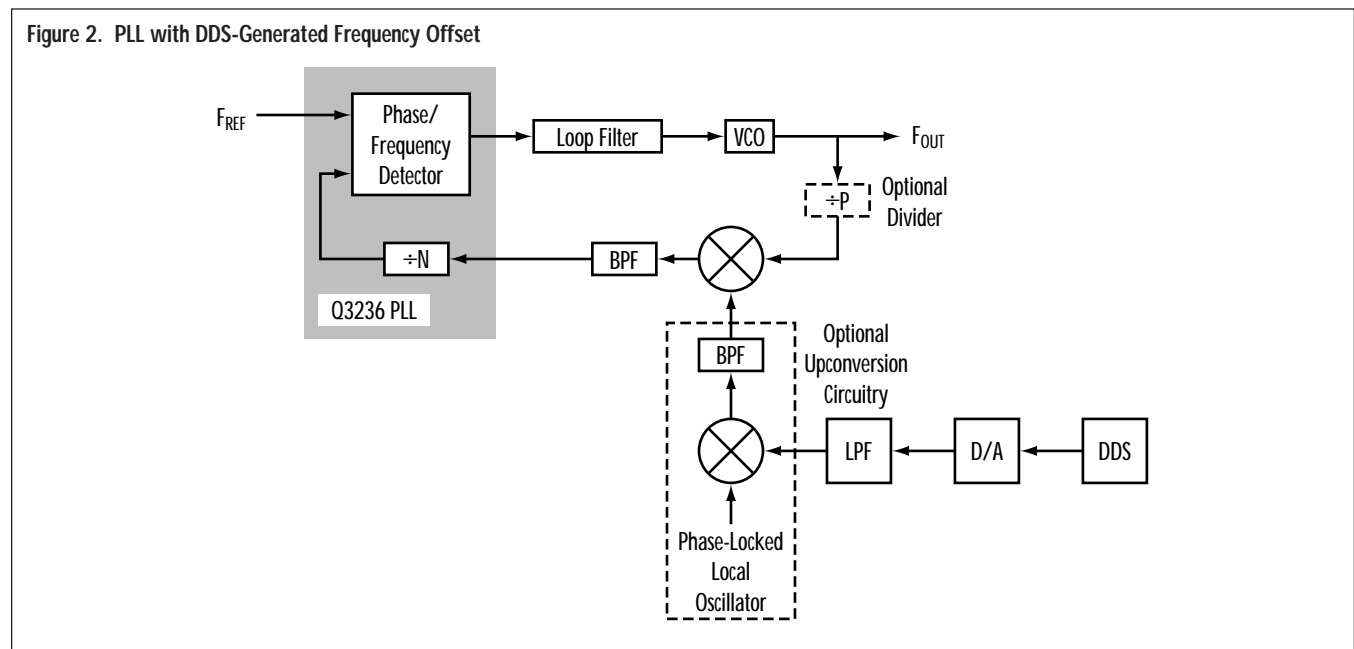 Figure 2. PLL with DDS-Generated Frequency Offset
FREF
Phase/
Frequency
Detector
Loop Filter
VCO
FOUT
÷P
Optional
Divider
÷N
BPF
Q3236 PLL
BPF
Optional
Upconversion
Circuitry
LPF
D/A
DDS
Phase-Locked
Local
Oscillator